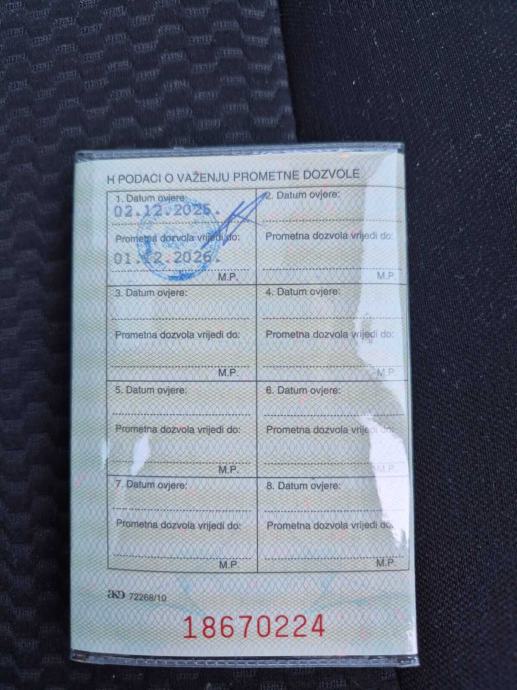 H PODACI O VAŽENJU PROMETNE DOZVOLE
1. Datum ovjere:
02.12.2025.
Prometna dozvola vrijedi do:
01.12.2026.
M.P.
2. Datum ovjere:
Prometna dozvola vrijedi do:
M.P.
3. Datum ovjere:
Prometna dozvola vrijedi do:
M.P.
4. Datum ovjere:
Prometna dozvola vrijedi do:
M.P.
5. Datum ovjere:
Prometna dozvola vrijedi do:
M.P.
6. Datum ovjere:
Prometna dozvola vrijedi do:
M.P.
7. Datum ovjere:
Prometna dozvola vrijedi do:
M.P.
8. Datum ovjere:
Prometna dozvola vrijedi do:
M.P.
AKD 72268/10
18670224